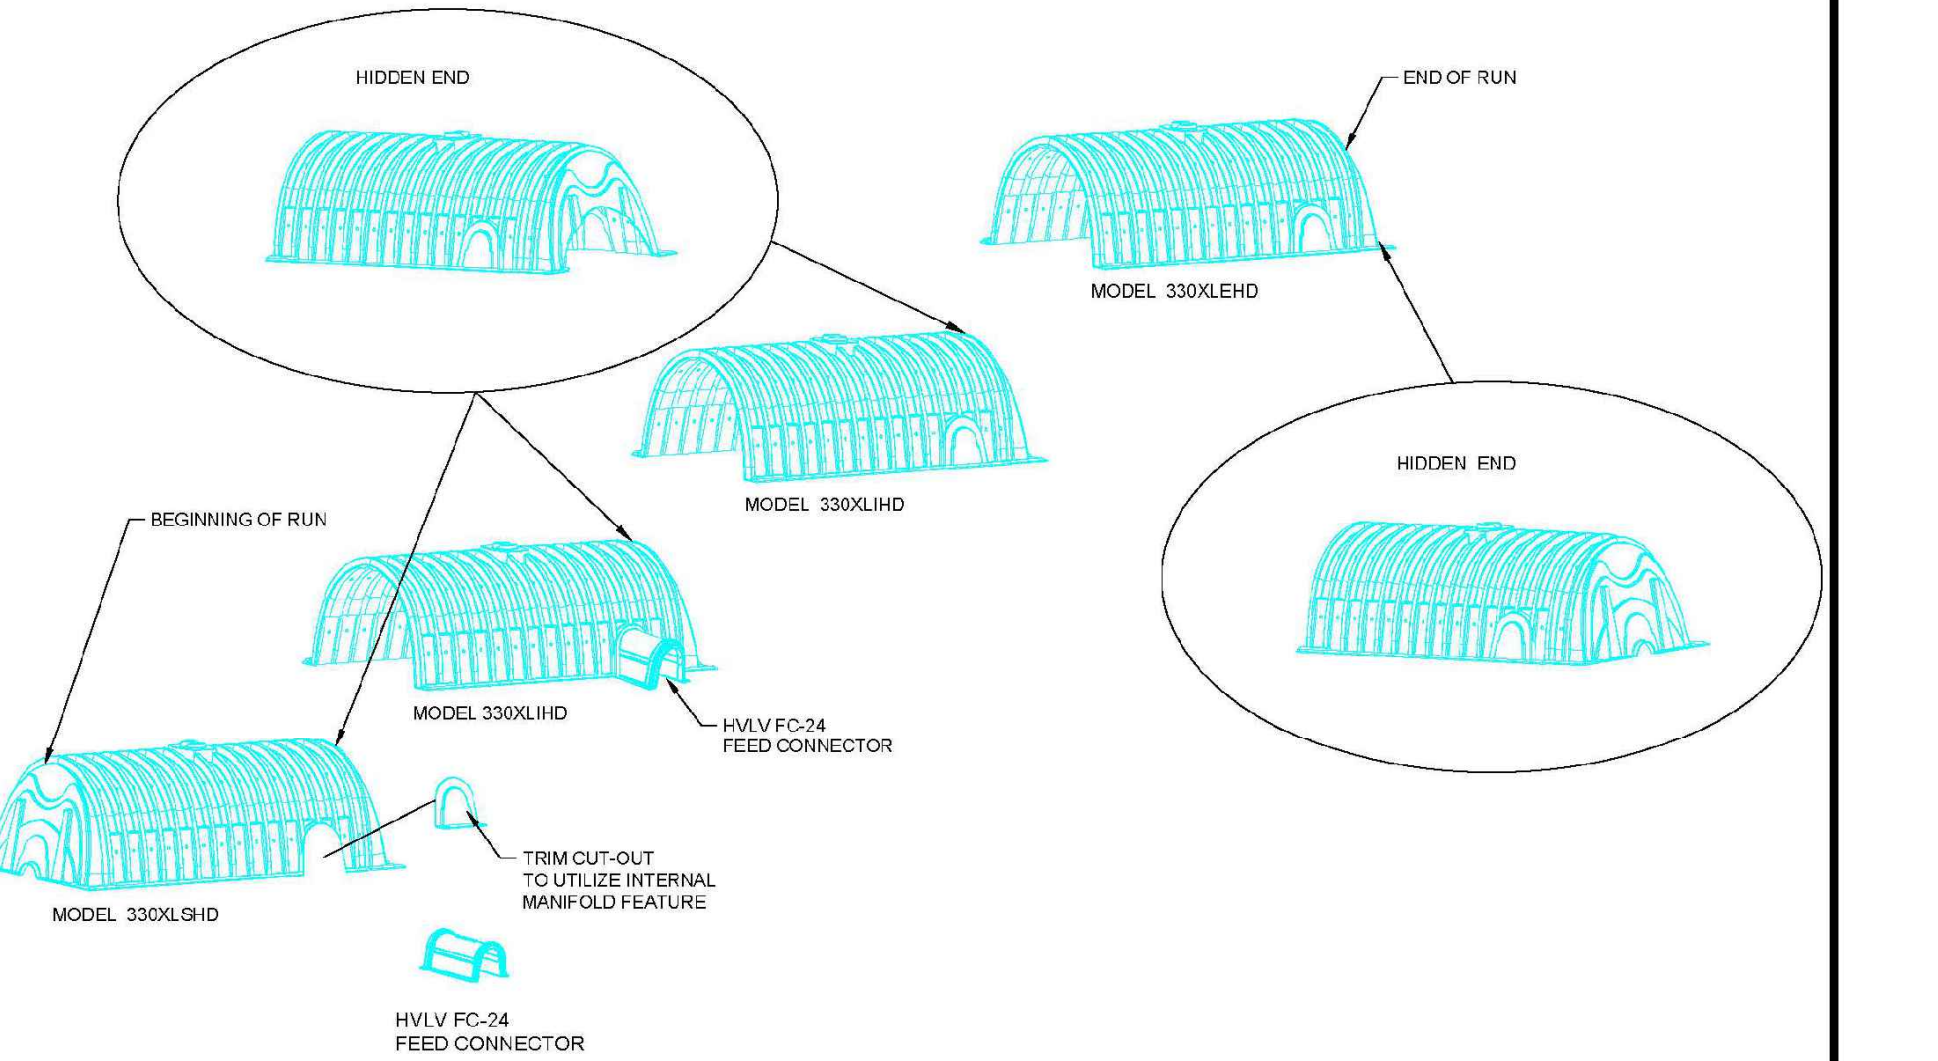 HIDDEN END
END OF RUN
MODEL 330XLEHD
HIDDEN END
MODEL 330XLIHD
BEGINNING OF RUN
MODEL 330XLIHD
HVLV FC-24
FEED CONNECTOR
TRIM CUT-OUT
TO UTILIZE INTERNAL
MANIFOLD FEATURE
MODEL 330XLSHD
HVLV FC-24
FEED CONNECTOR